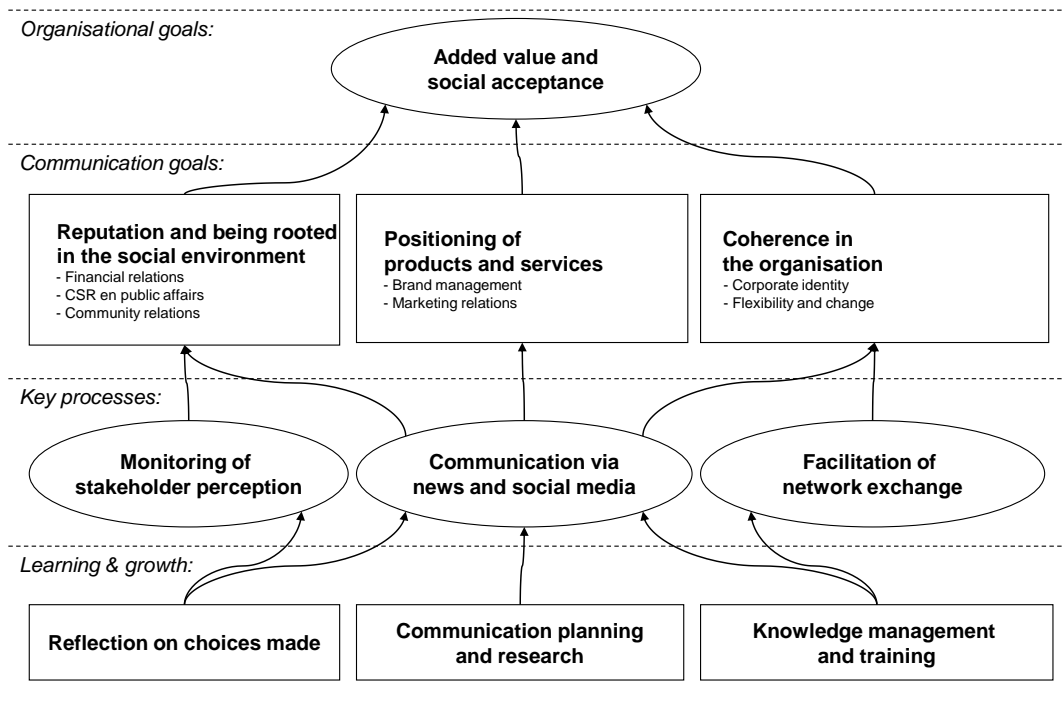 Organisational goals:
Added value and
social acceptance
Communication goals:
Reputation and being rooted
in the social environment
- Financial relations
- CSR en public affairs
- Community relations
Positioning of
products and services
- Brand management
- Marketing relations
Coherence in
the organisation
- Corporate identity
- Flexibility and change
Key processes:
Monitoring of
stakeholder perception
Communication via
news and social media
Facilitation of
network exchange
Learning & growth:
Reflection on choices made
Communication planning
and research
Knowledge management
and training